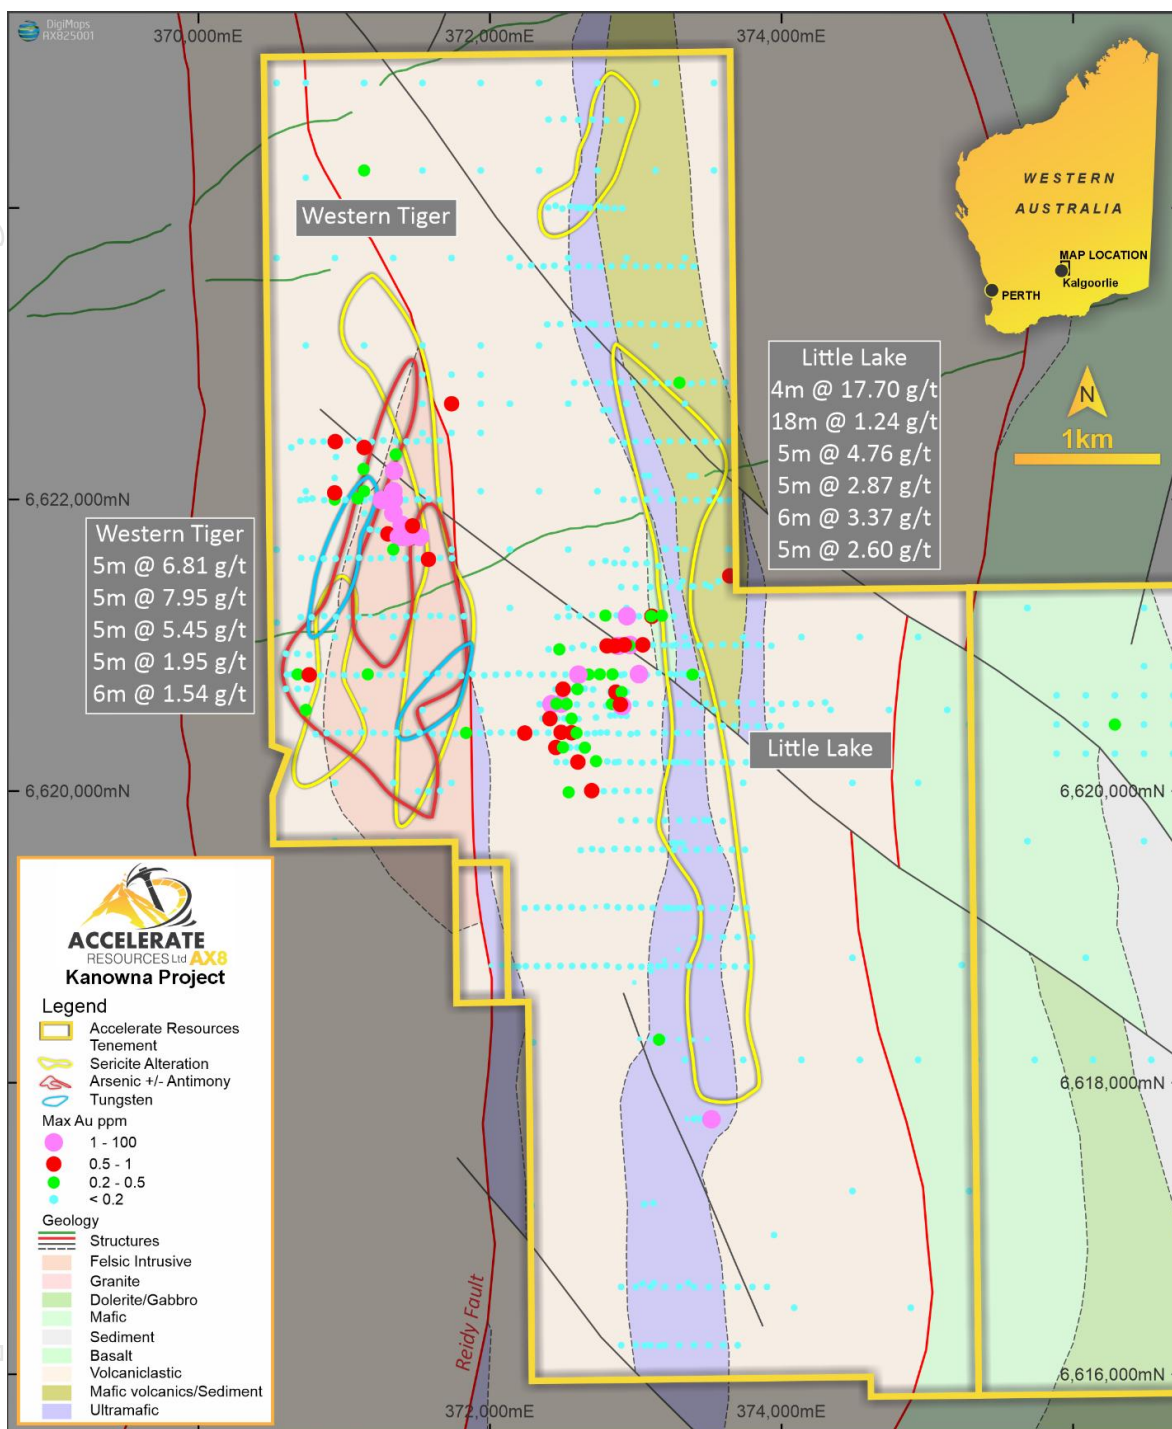 DigiMaps
AX825001
370,000mE
372,000mE
374,000mE
WESTERN
AUSTRALIA
MAP LOCATION
Kalgoorlie
PERTH
Western Tiger
Little Lake
4m @ 17.70 g/t
18m @ 1.24 g/t
5m @ 4.76 g/t
5m @ 2.87 g/t
6m @ 3.37 g/t
5m @ 2.60 g/t
N
1km
6,622,000mN
Western Tiger
5m @ 6.81 g/t
5m @ 7.95 g/t
5m @ 5.45 g/t
5m @ 1.95 g/t
6m @ 1.54 g/t
Little Lake
6,620,000mN
6,620,000mN
ACCELERATE
RESOURCES Ltd AX8
Kanowna Project
Legend
Accelerate Resources
Tenement
Sericite Alteration
Arsenic +/- Antimony
Tungsten
Max Au ppm
1 - 100
0.5 - 1
0.2 - 0.5
< 0.2
Geology
Structures
Felsic Intrusive
Granite
Dolerite/Gabbro
Mafic
Sediment
Basalt
Volcaniclastic
Mafic volcanics/Sediment
Ultramafic
6,618,000mN
Reidy Fault
6,616,000mN
372,000mE
374,000mE